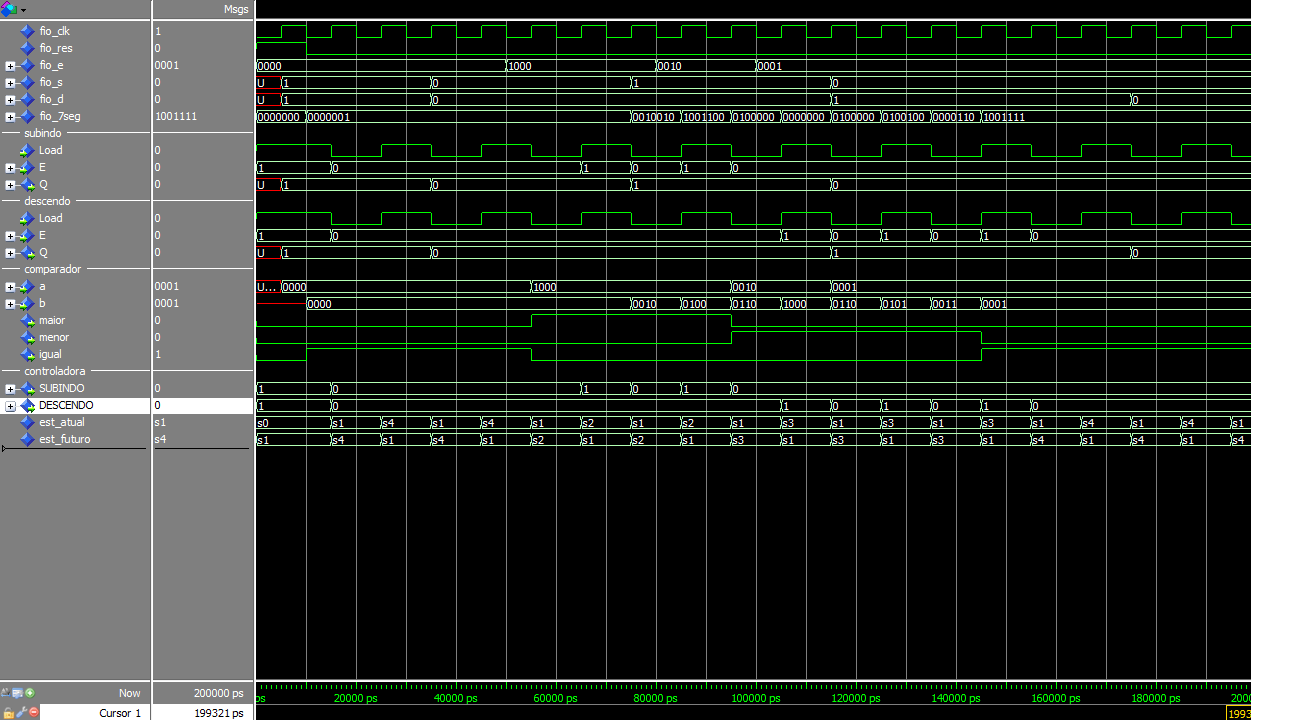 Msgs
fio_clk 1
fio_res 0
fio_e 0001 0000 1000 0010 0001
fio_s 0 U 1 0 1 0
fio_d 0 U 1 0 1 0
fio_7seg 1001111 0000000 0000001 0010010 1001100 0100000 0000000 0100000 0100100 0000110 1001111
subindo
Load 0
E 0 1 0 1 0 1 0
Q 0 U 1 0 1 0
descendo
Load 0
E 0 1 0 1 0 1 0 1 0
Q 0 U 1 0 1 0
comparador
a 0001 U... 0000 1000 0010 0001
b 0001 0000 0010 0100 0110 1000 0110 0101 0011 0001
maior 0
menor 0
igual 1
controladora
SUBINDO 0 1 0 1 0 1 0
DESCENDO 0 1 0 1 0 1 0 1 0
est_atual s1 s0 s1 s4 s1 s4 s1 s2 s1 s2 s1 s3 s1 s3 s1 s3 s1 s4 s1 s4 s1
est_futuro s4 s1 s4 s1 s4 s1 s2 s1 s2 s1 s3 s1 s3 s1 s3 s1 s4 s1 s4 s1 s4
Now 200000 ps ps 20000 ps 40000 ps 60000 ps 80000 ps 100000 ps 120000 ps 140000 ps 160000 ps 180000 ps 2000
Cursor 1 199321 ps 1993